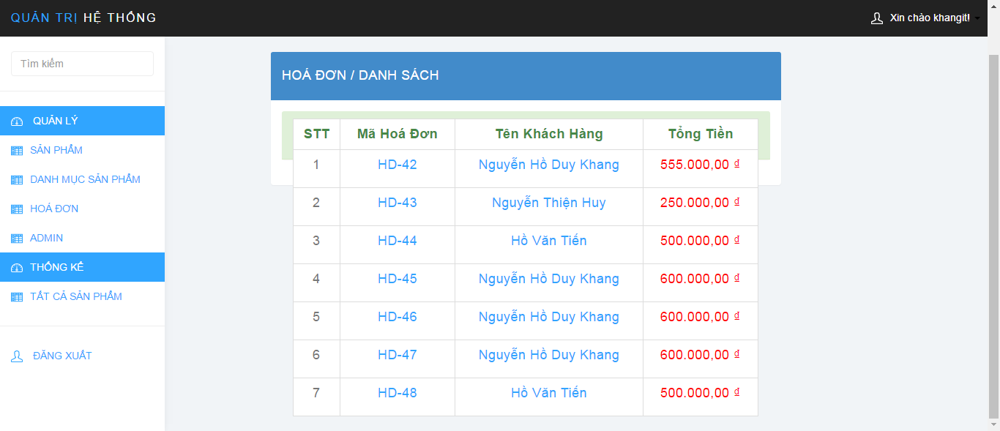 QUẢN TRỊ HỆ THỐNG
Xin chào khangit!
Tìm kiếm
QUẢN LÝ
SẢN PHẨM
DANH MỤC SẢN PHẨM
HOÁ ĐƠN
ADMIN
THỐNG KÊ
TẤT CẢ SẢN PHẨM
ĐĂNG XUẤT
HOÁ ĐƠN / DANH SÁCH
STT Mã Hoá Đơn Tên Khách Hàng Tổng Tiền
1 HD-42 Nguyễn Hồ Duy Khang 555.000,00 ₫
2 HD-43 Nguyễn Thiện Huy 250.000,00 ₫
3 HD-44 Hồ Văn Tiến 500.000,00 ₫
4 HD-45 Nguyễn Hồ Duy Khang 600.000,00 ₫
5 HD-46 Nguyễn Hồ Duy Khang 600.000,00 ₫
6 HD-47 Nguyễn Hồ Duy Khang 600.000,00 ₫
7 HD-48 Hồ Văn Tiến 500.000,00 ₫